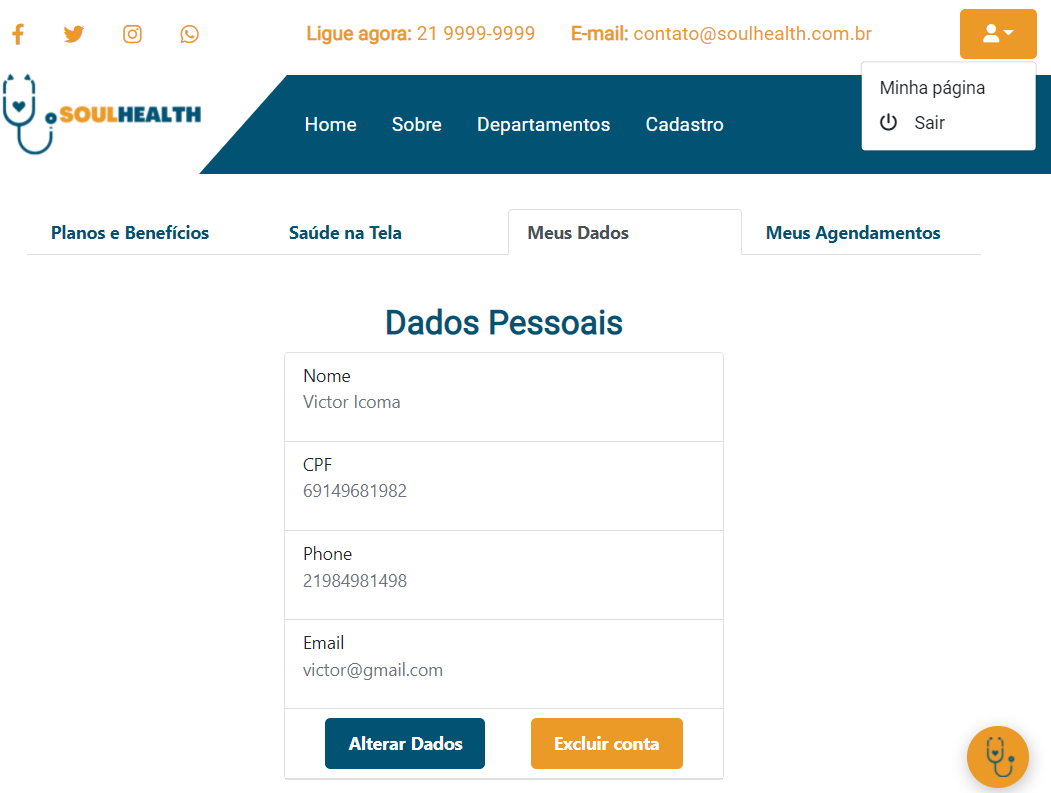 Ligue agora: 21 9999-9999 E-mail: contato@soulhealth.com.br
Minha página
Sair
SOULHEALTH
Home Sobre Departamentos Cadastro
Planos e Benefícios Saúde na Tela Meus Dados Meus Agendamentos
Dados Pessoais
Nome
Victor Icoma
CPF
69149681982
Phone
21984981498
Email
victor@gmail.com
Alterar Dados Excluir conta